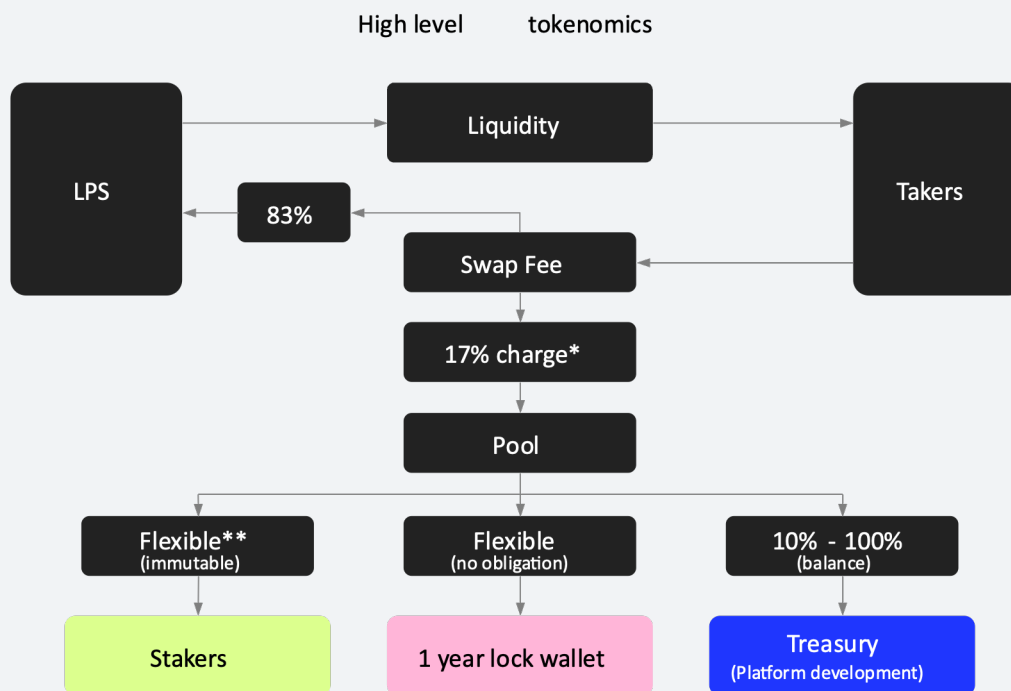 High level tokenomics
Liquidity
LPS
Takers
83%
Swap Fee
17% charge*
Pool
Flexible**
(immutable)
Flexible
(no obligation)
10% - 100%
(balance)
Stakers
1 year lock wallet
Treasury
(Platform development)